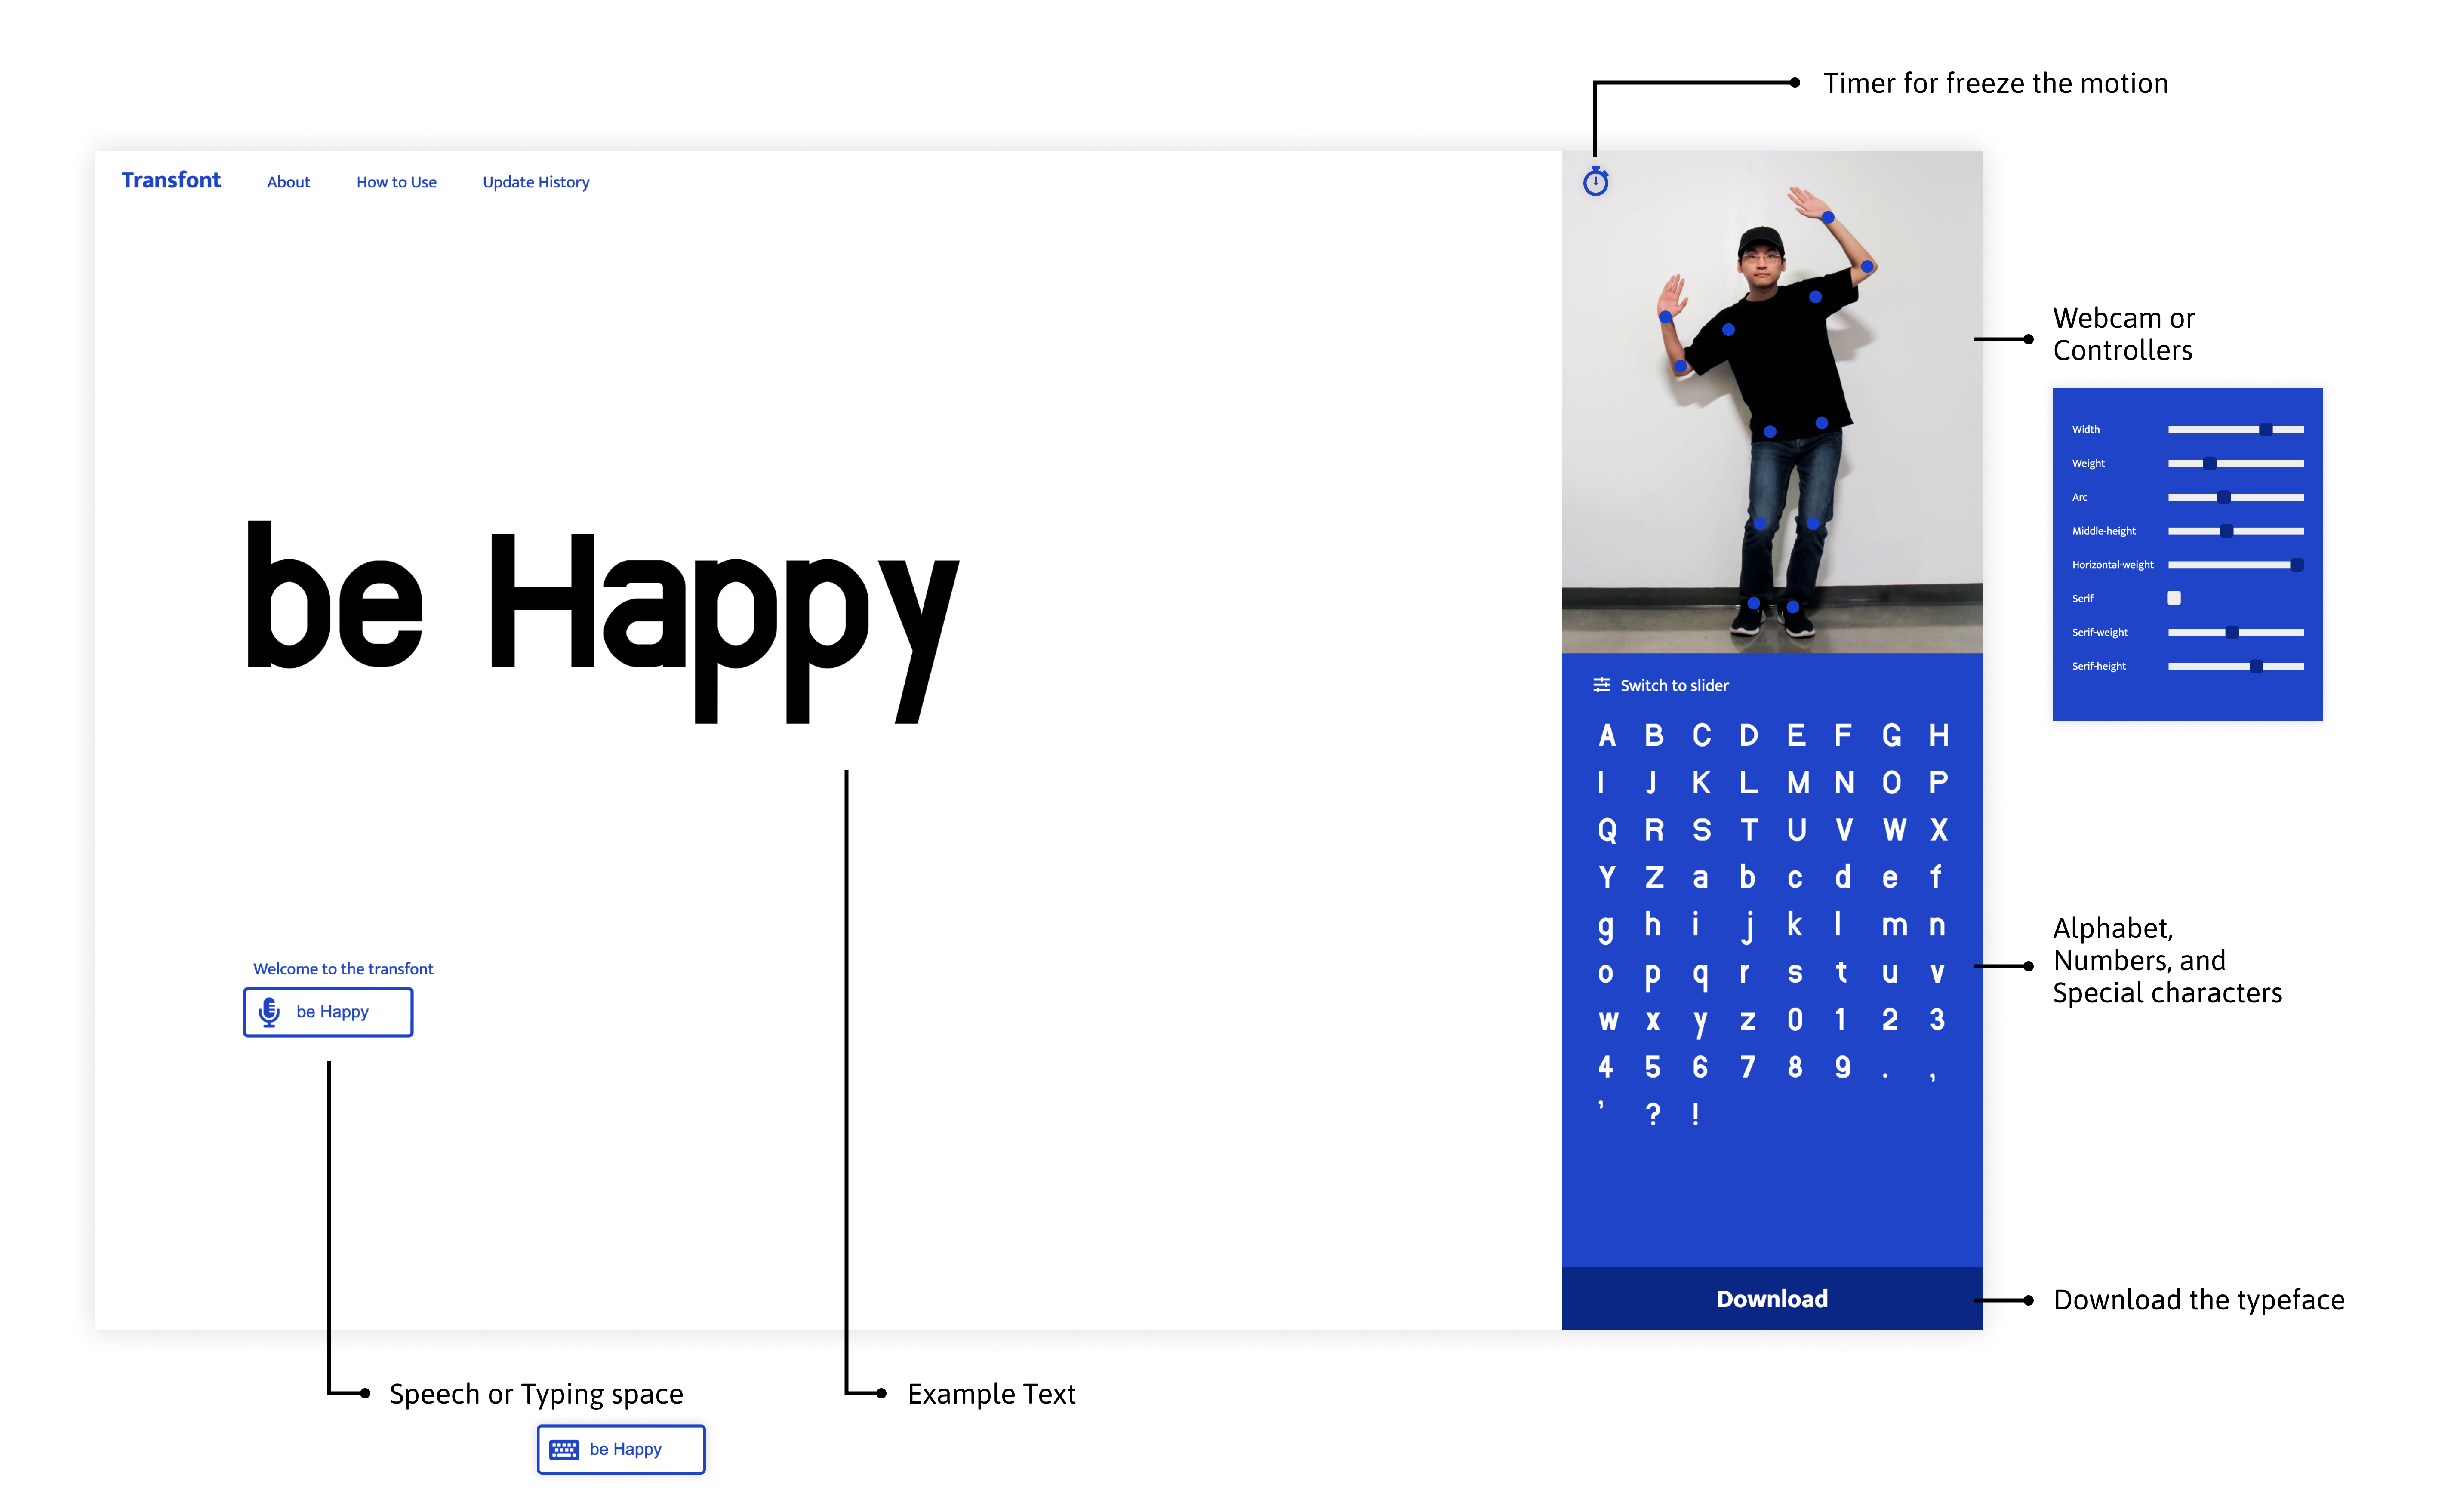 Timer for freeze the motion
Transfont About How to Use Update History
Webcam or
Controllers
Width
Weight
Arc
Middle-height
Horizontal-weight
Serif
Serif-weight
Serif-height
be Happy
Switch to slider
A B C D E F G H
I J K L M N O P
Q R S T U V W X
Y Z a b c d e f
g h i j k l m n
o p q r s t u v
w x y z 0 1 2 3
4 5 6 7 8 9 . ,
’ ? !
Alphabet,
Numbers, and
Special characters
Welcome to the transfont
be Happy
Download
Download the typeface
Speech or Typing space
Example Text
be Happy